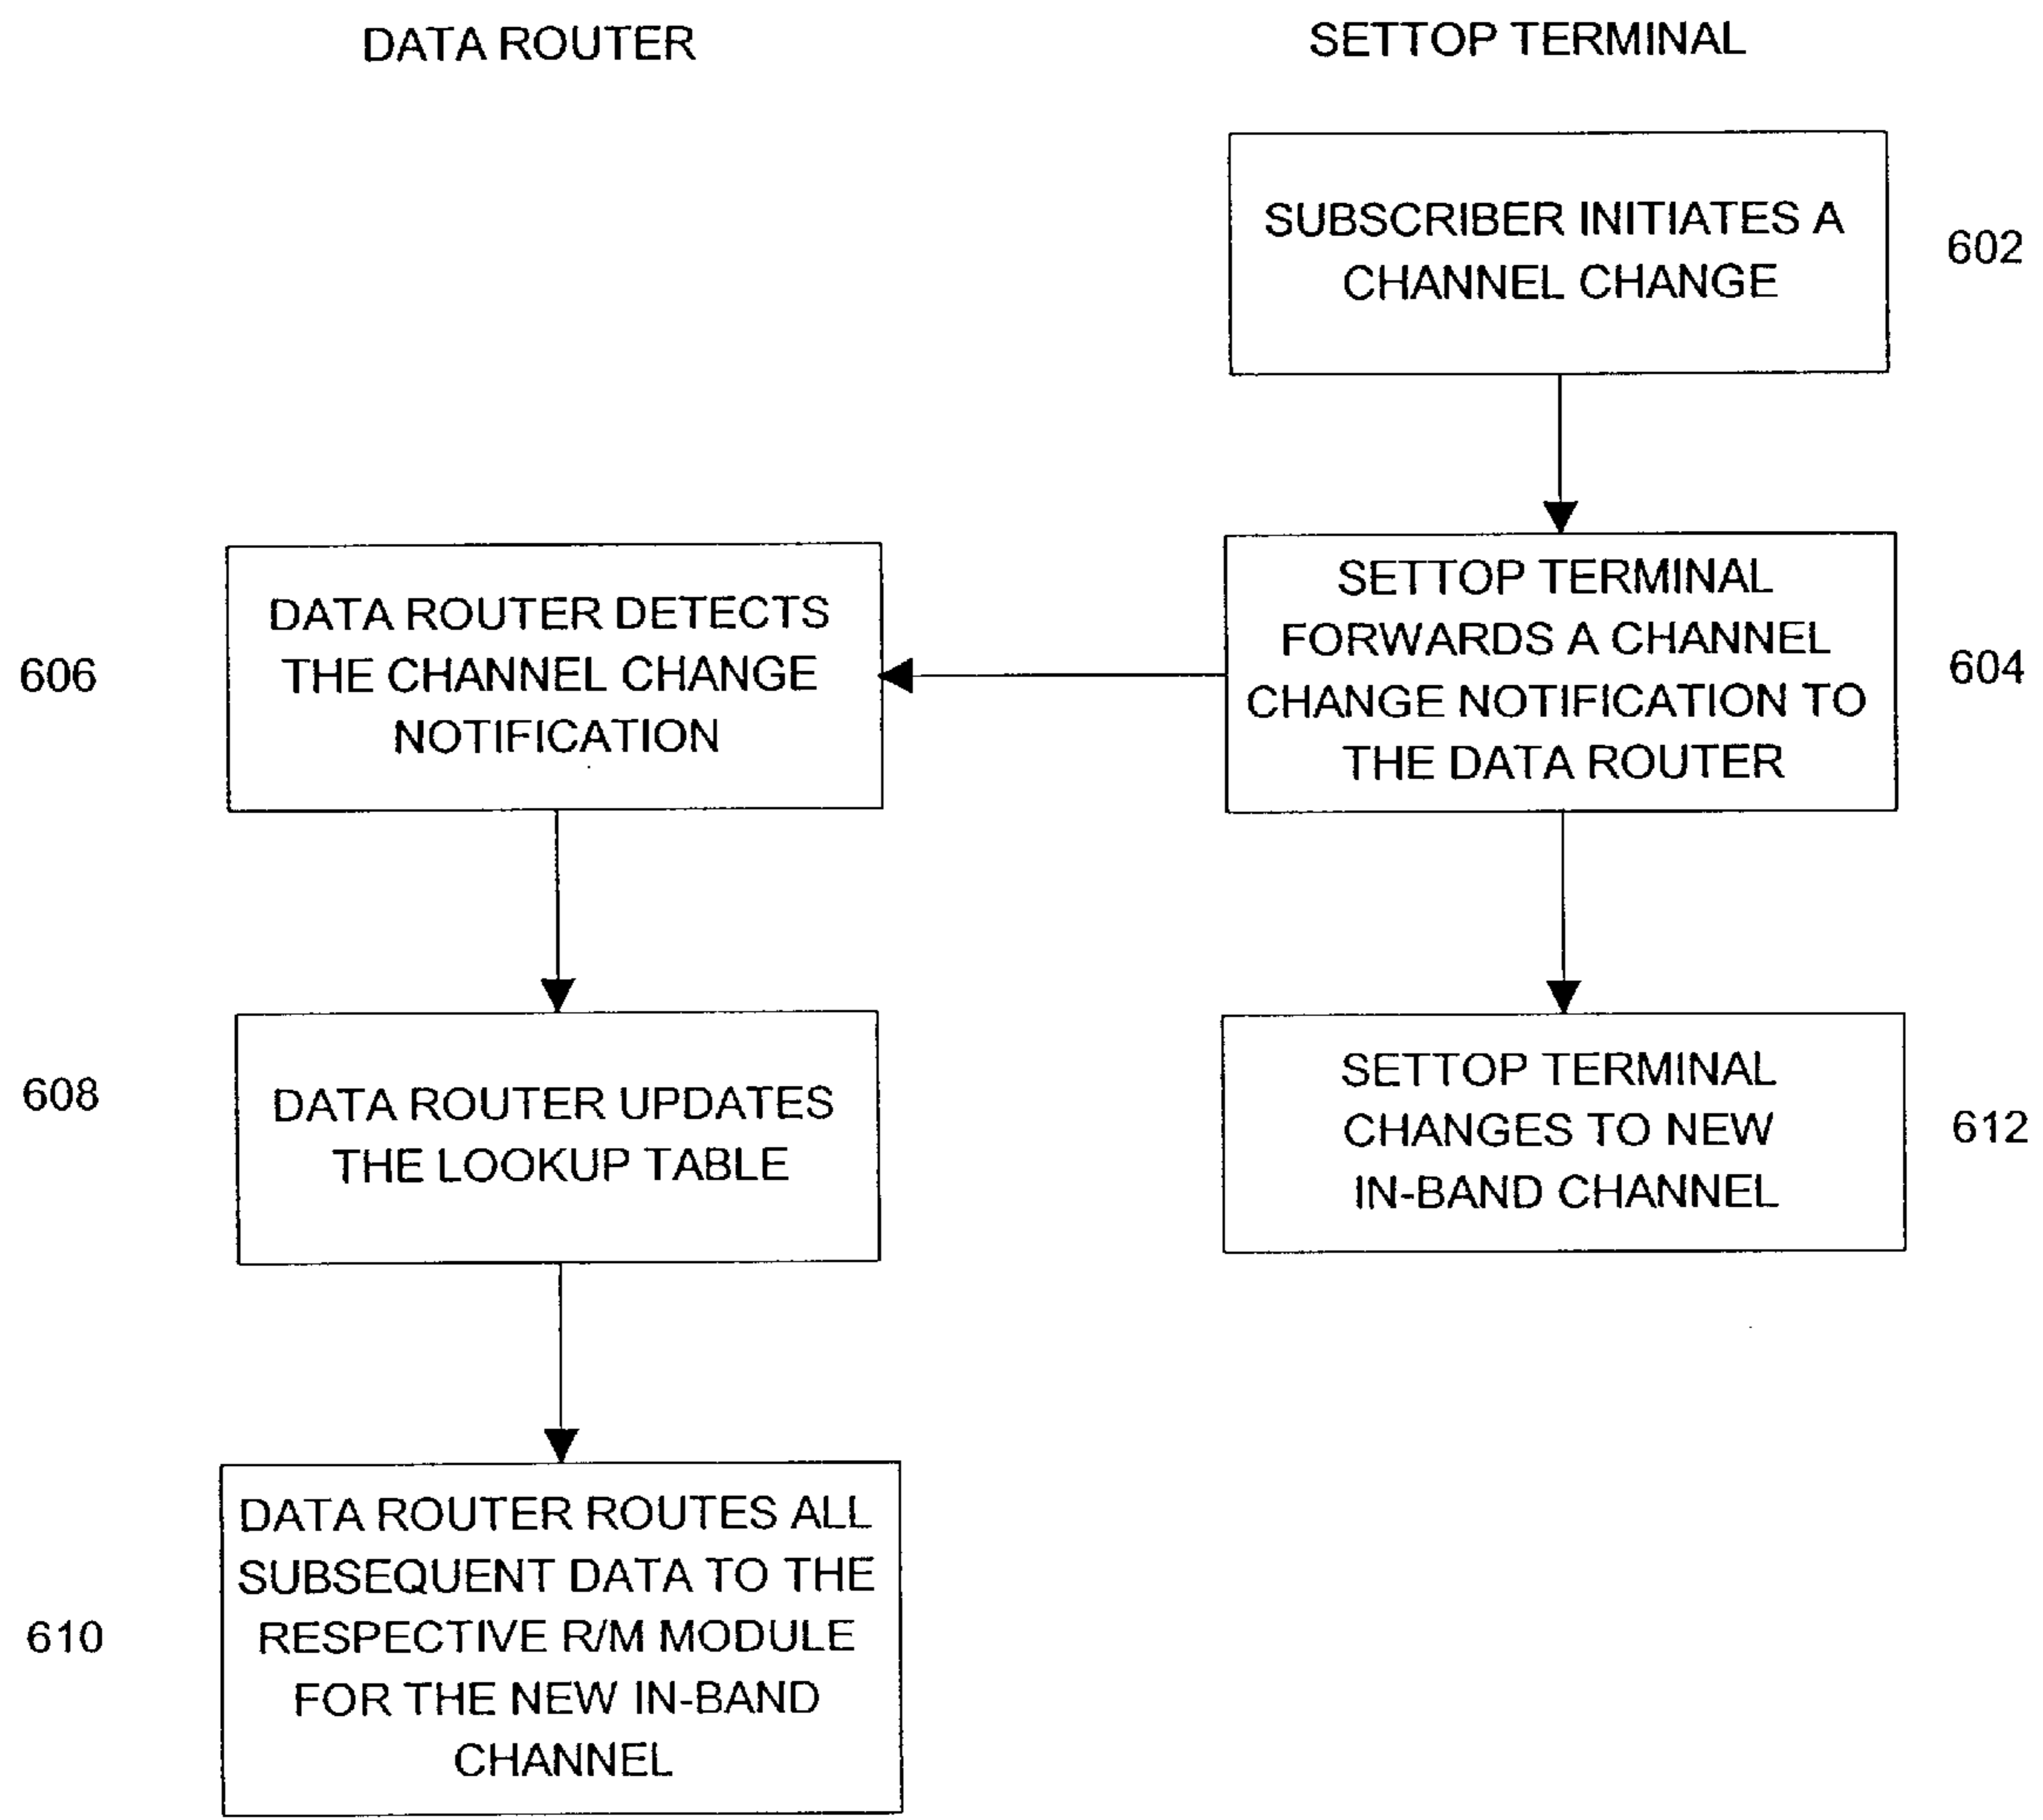 DATA ROUTER
SETTOP TERMINAL
SUBSCRIBER INITIATES A
CHANNEL CHANGE
602
SETTOP TERMINAL
FORWARDS A CHANNEL
CHANGE NOTIFICATION TO
THE DATA ROUTER
604
606
DATA ROUTER DETECTS
THE CHANNEL CHANGE
NOTIFICATION
608
DATA ROUTER UPDATES
THE LOOKUP TABLE
SETTOP TERMINAL
CHANGES TO NEW
IN-BAND CHANNEL
612
610
DATA ROUTER ROUTES ALL
SUBSEQUENT DATA TO THE
RESPECTIVE R/M MODULE
FOR THE NEW IN-BAND
CHANNEL